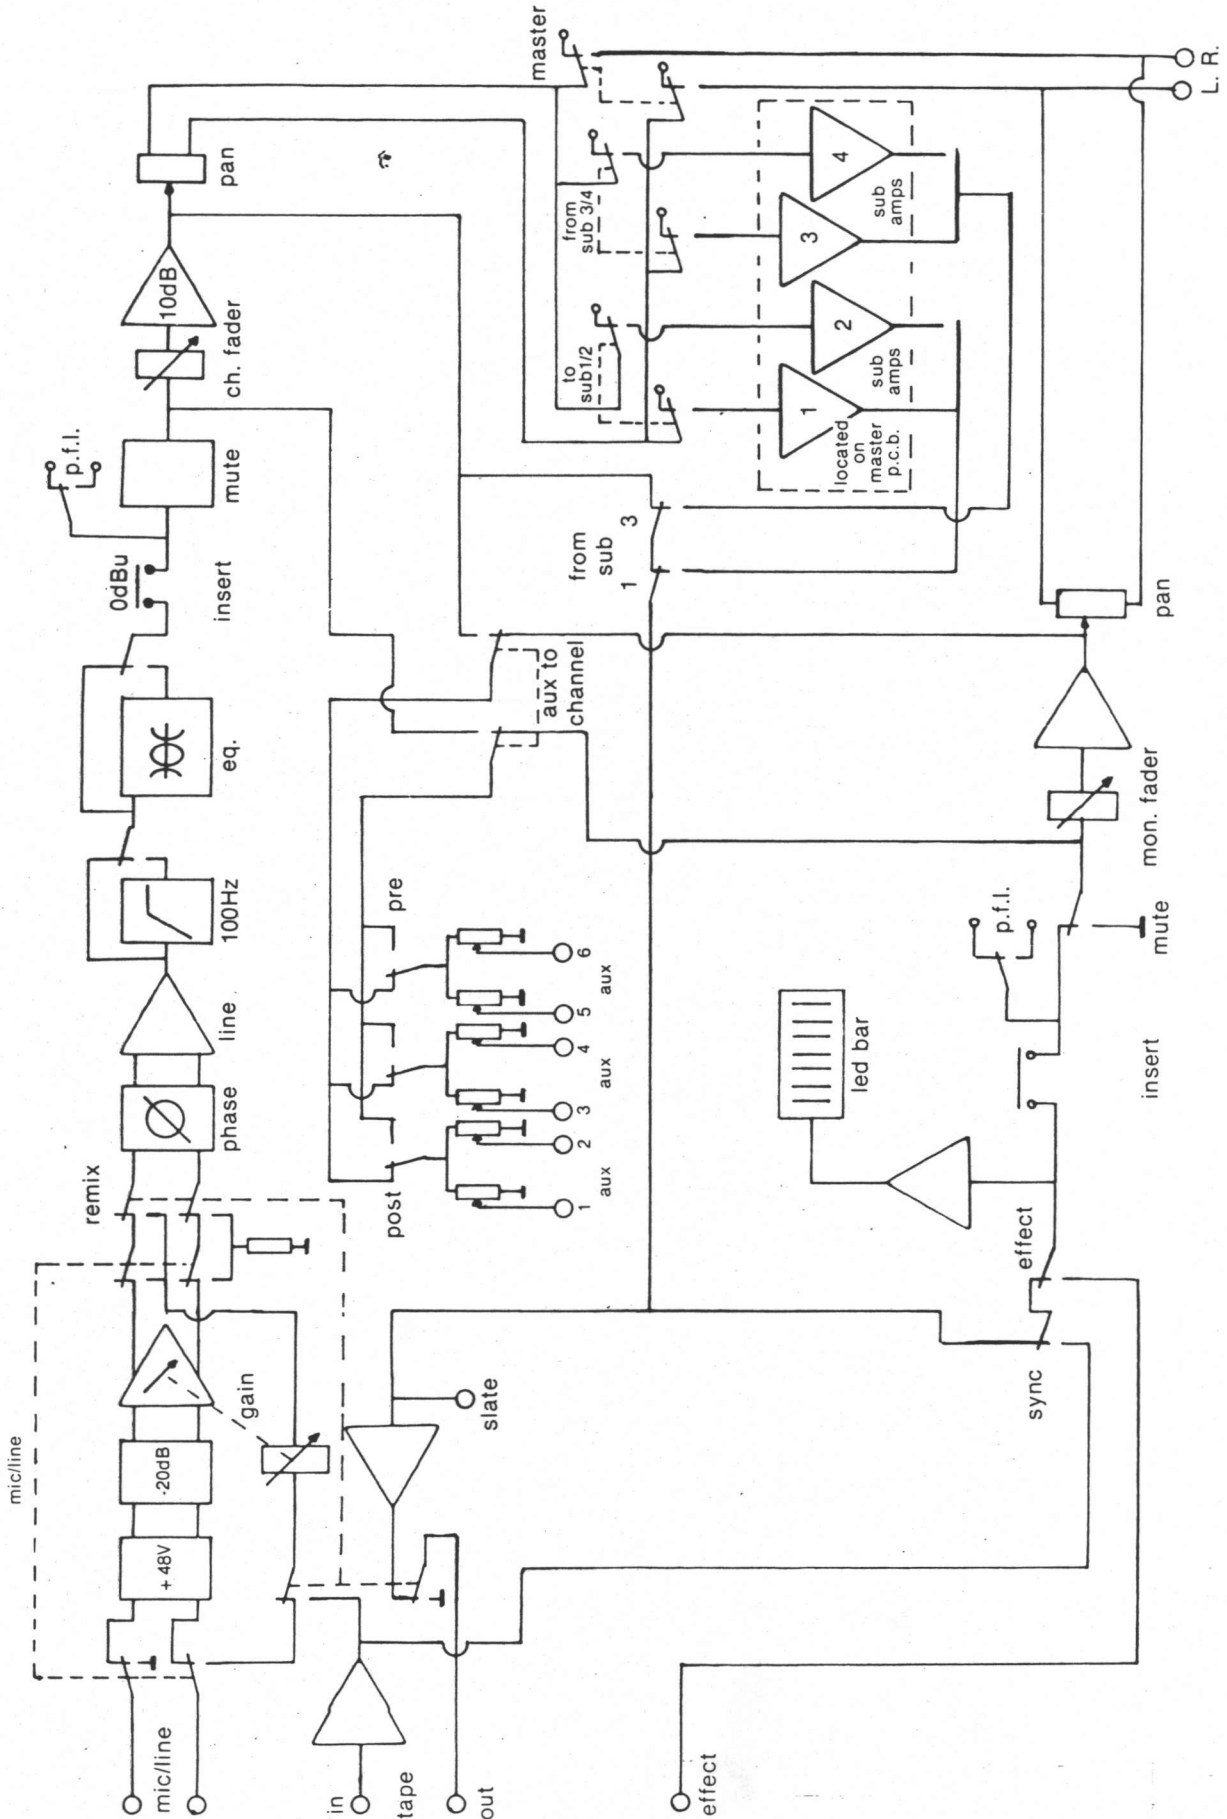 mic/line
mic/line
+48V
-20dB
gain
remix
phase
line
100Hz
eq.
0dBu
insert
p.f.l.
mute
ch. fader
10dB
pan
in
tape
out
slate
post
pre
1
2
3
4
5
6
aux
aux
aux
aux to
channel
from
sub
1
3
to
sub1/2
from
sub 3/4
master
1
2
3
4
sub
amps
sub
amps
located
on
master
p.c.b.
effect
sync
effect
led bar
insert
p.f.l.
mute
mon. fader
pan
L.
R.